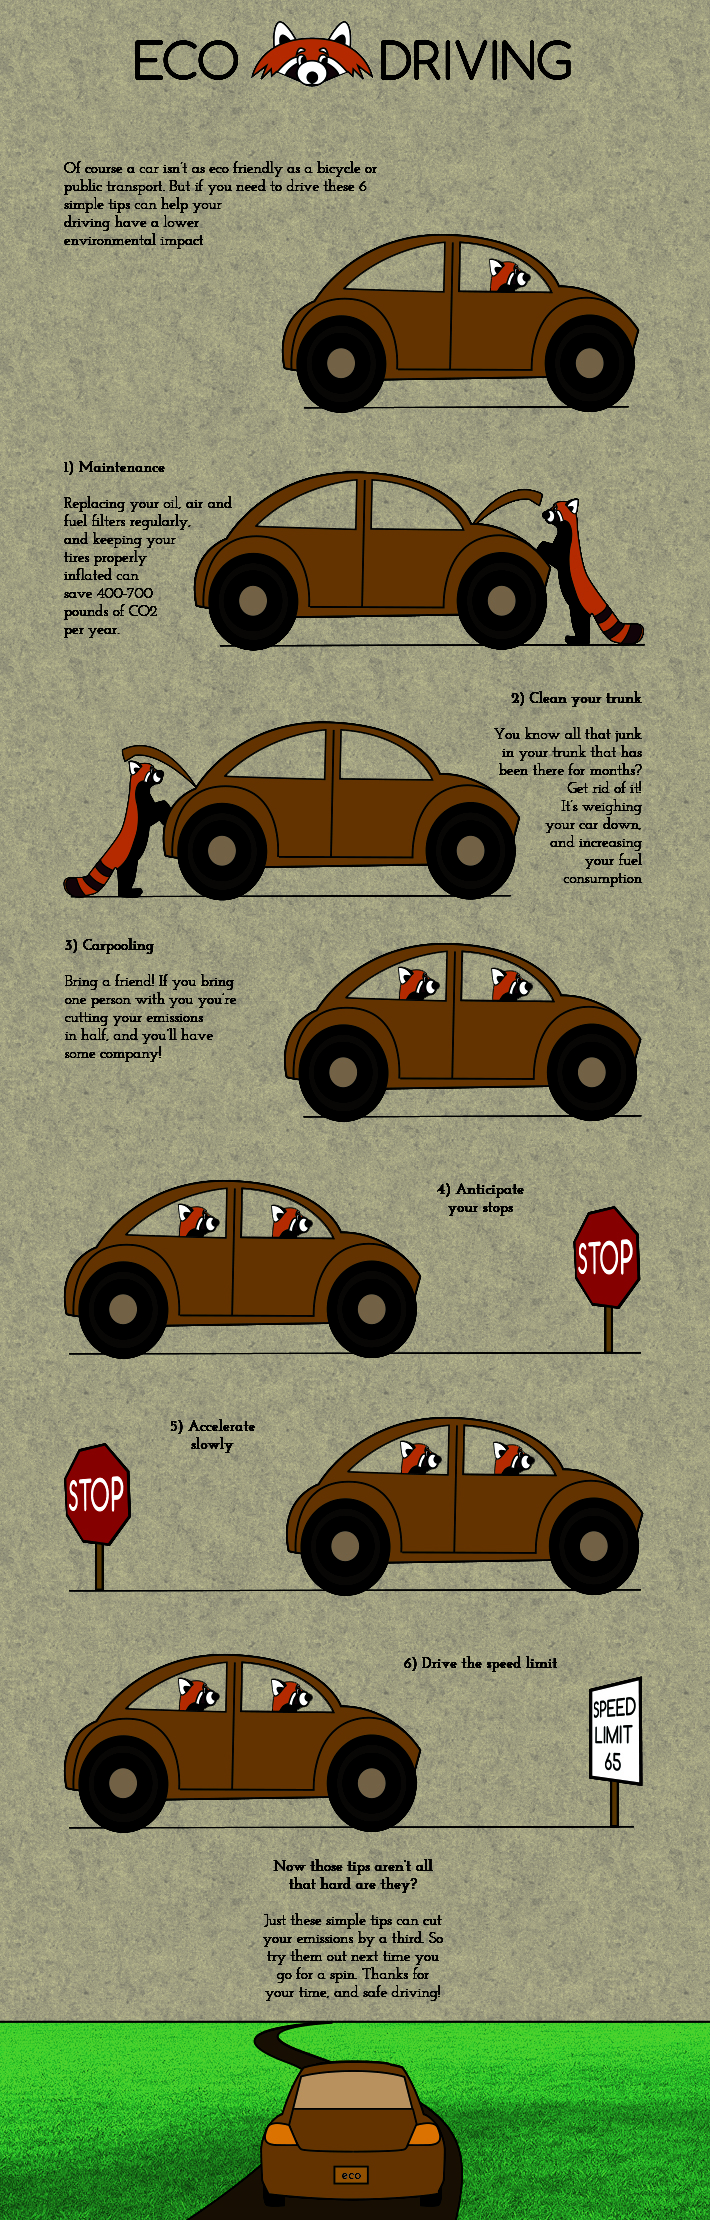 ECO DRIVING
Of course a car isn't as eco friendly as a bicycle or
public transport. But if you need to drive these 6
simple tips can help your
driving have a lower
environmental impact
1) Maintenance
Replacing your oil, air and
fuel filters regularly,
and keeping your
tires properly
inflated can
save 400-700
pounds of CO2
per year.
2) Clean your trunk
You know all that junk
in your trunk that has
been there for months?
Get rid of it!
It's weighing
your car down,
and increasing
your fuel
consumption
3) Carpooling
Bring a friend! If you bring
one person with you you're
cutting your emissions
in half, and you'll have
some company!
4) Anticipate
your stops
STOP
5) Accelerate
slowly
STOP
6) Drive the speed limit
SPEED
LIMIT
65
Now those tips aren't all
that hard are they?
Just these simple tips can cut
your emissions by a third. So
try them out next time you
go for a spin. Thanks for
your time, and safe driving!
eco